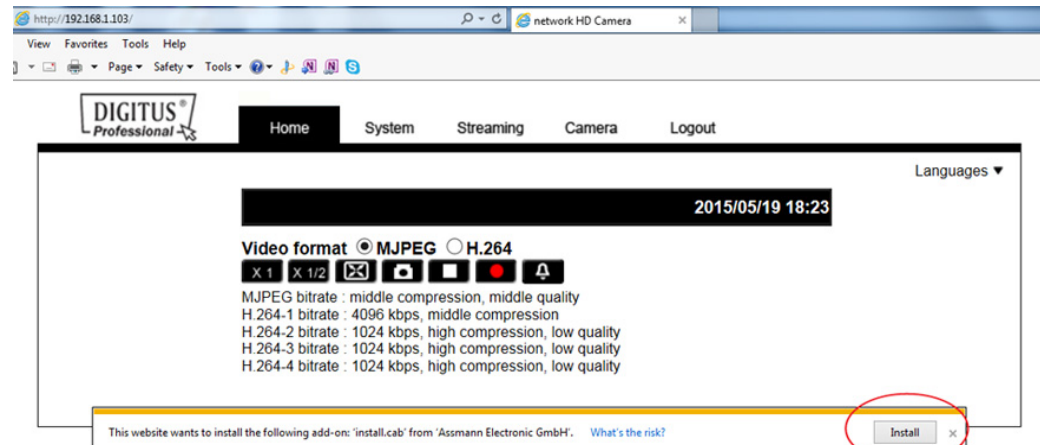 http://192.168.1.103/
network HD Camera
View Favorites Tools Help
Page Safety Tools
DIGITUS®
Professional
Home System Streaming Camera Logout
Languages ▼
2015/05/19 18:23
Video format MJPEG H.264
X 1 X 1/2
MJPEG bitrate : middle compression, middle quality
H.264-1 bitrate : 4096 kbps, middle compression
H.264-2 bitrate : 1024 kbps, high compression, low quality
H.264-3 bitrate : 1024 kbps, high compression, low quality
H.264-4 bitrate : 1024 kbps, high compression, low quality
This website wants to install the following add-on: 'install.cab' from 'Assmann Electronic GmbH'. What's the risk? Install ×